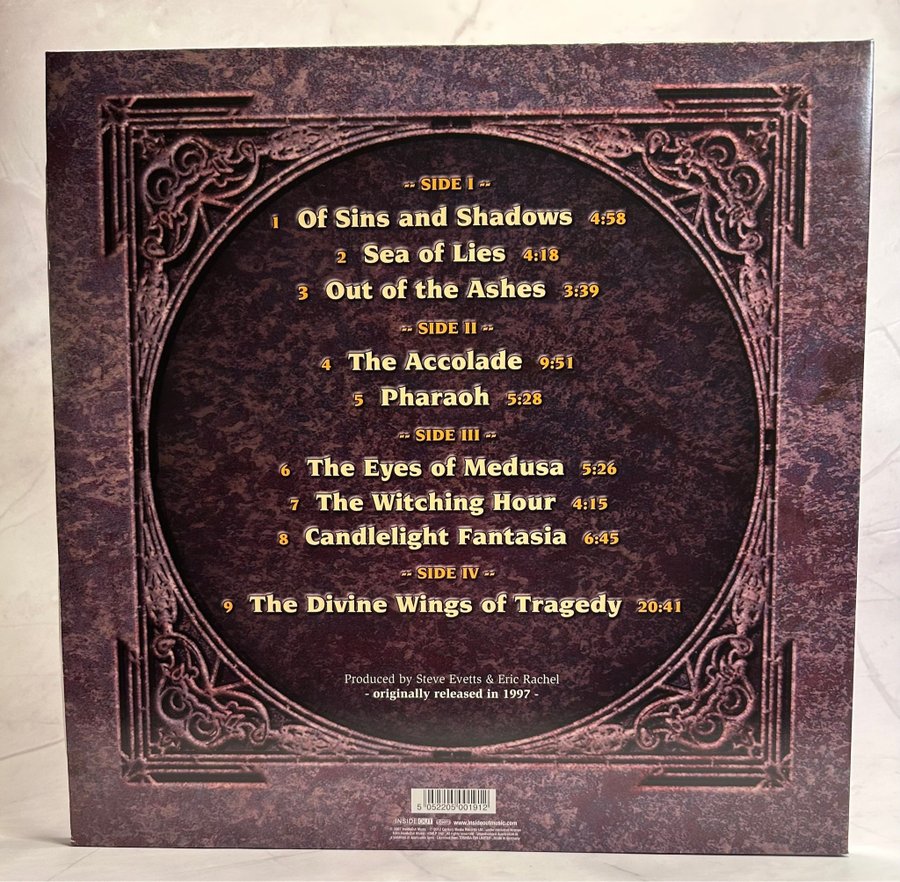 -- SIDE I --
1 Of Sins and Shadows 4:58
2 Sea of Lies 4:18
3 Out of the Ashes 3:39
-- SIDE II --
4 The Accolade 9:51
5 Pharaoh 5:28
-- SIDE III --
6 The Eyes of Medusa 5:26
7 The Witching Hour 4:15
8 Candlelight Fantasia 6:45
-- SIDE IV --
9 The Divine Wings of Tragedy 20:41
Produced by Steve Evetts & Eric Rachel
- originally released in 1997 -
5 052205 001912
INSIDEOUT www.insideoutmusic.com